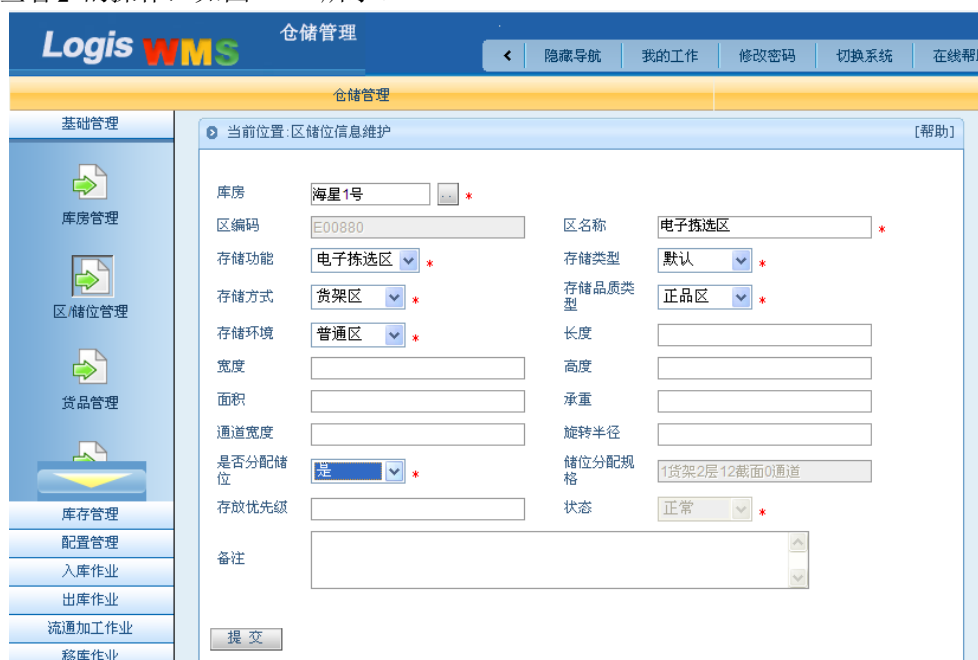 仓储管理
Logis WMS
隐藏导航 我的工作 修改密码 切换系统 在线帮
仓储管理
基础管理
当前位置:区储位信息维护 [帮助]
库房管理
区/储位管理
货品管理
库存管理
配置管理
入库作业
出库作业
流通加工作业
移库作业
库房 海星1号 .. *
区编码 E00880 区名称 电子拣选区 *
存储功能 电子拣选区 * 存储类型 默认 *
存储方式 货架区 * 存储品质类
型 正品区 *
存储环境 普通区 * 长度
宽度 高度
面积 承重
通道宽度 旋转半径
是否分配储
位 是 * 储位分配规
格 1货架2层12截面0通道
存放优先级 状态 正常 *
备注
提 交